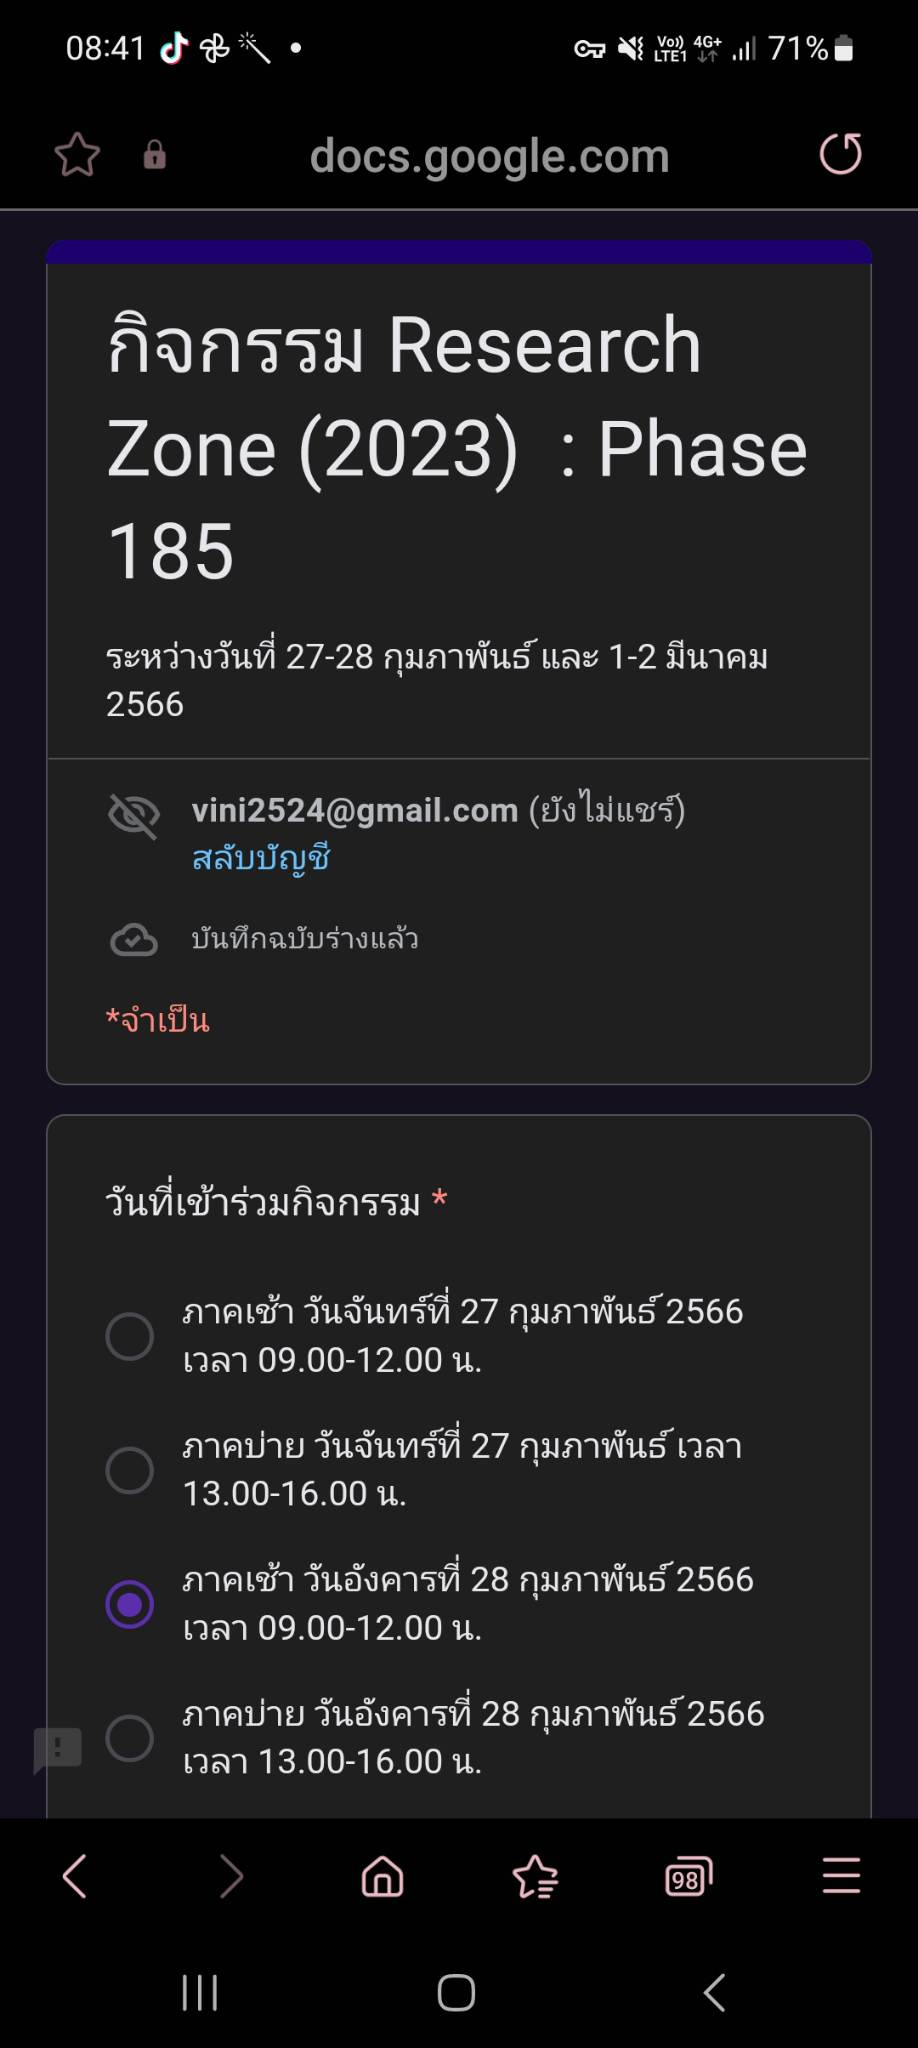 08:41
Vo)) LTE1 4G+ 71%
docs.google.com
กิจกรรม Research
Zone (2023) : Phase
185
ระหว่างวันที่ 27-28 กุมภาพันธ์ และ 1-2 มีนาคม
2566
vini2524@gmail.com (ยังไม่แชร์)
สลับบัญชี
บันทึกฉบับร่างแล้ว
*จำเป็น
วันที่เข้าร่วมกิจกรรม *
ภาคเช้า วันจันทร์ที่ 27 กุมภาพันธ์ 2566
เวลา 09.00-12.00 น.
ภาคบ่าย วันจันทร์ที่ 27 กุมภาพันธ์ เวลา
13.00-16.00 น.
ภาคเช้า วันอังคารที่ 28 กุมภาพันธ์ 2566
เวลา 09.00-12.00 น.
ภาคบ่าย วันอังคารที่ 28 กุมภาพันธ์ 2566
เวลา 13.00-16.00 น.
98